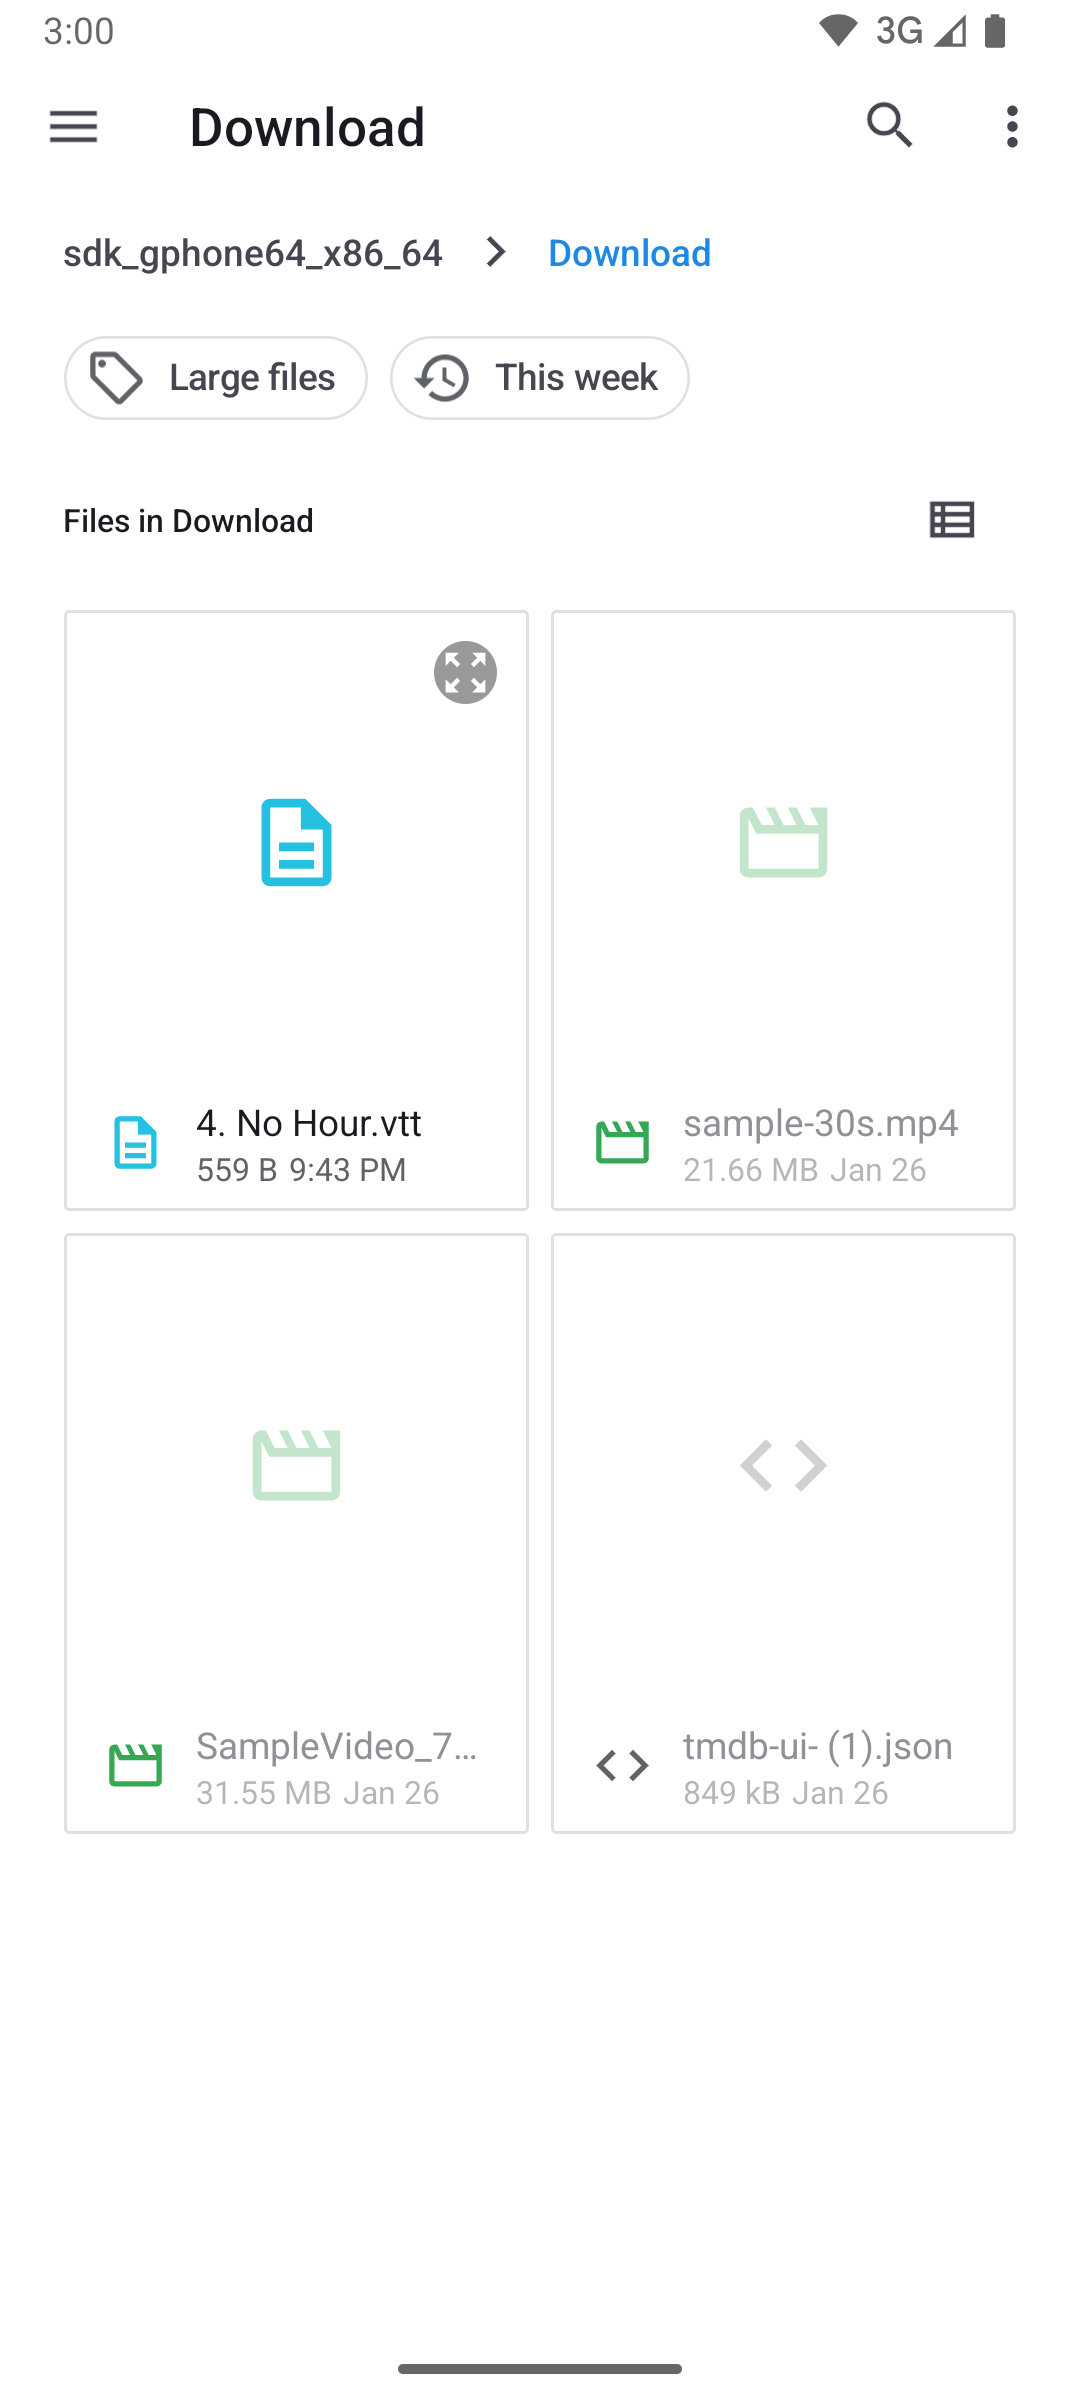 3:00
3G
Download
sdk_gphone64_x86_64
Download
Large files
This week
Files in Download
4. No Hour.vtt
559 B 9:43 PM
sample-30s.mp4
21.66 MB Jan 26
SampleVideo_7...
31.55 MB Jan 26
tmdb-ui- (1).json
849 kB Jan 26